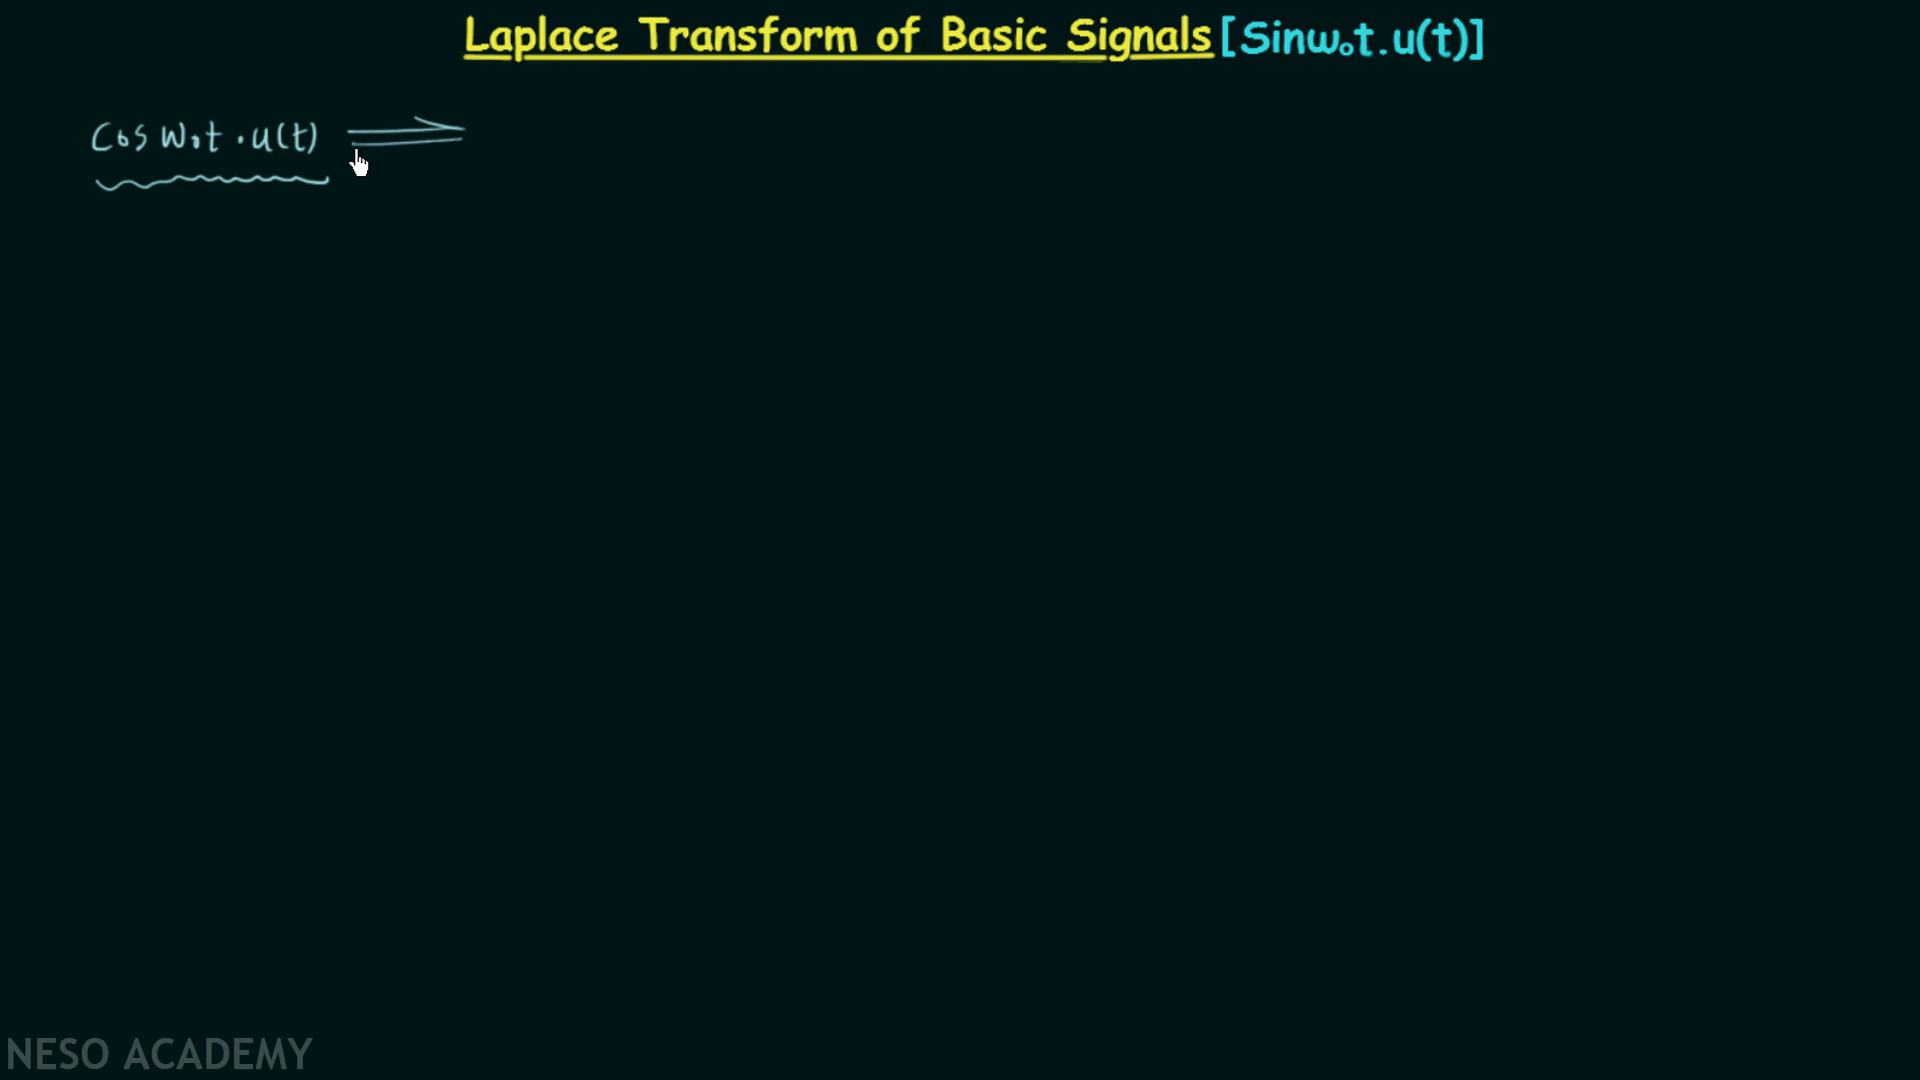 Laplace Transform of Basic Signals [Sinω₀t.u(t)]
Cos W₀t · u(t) ⇌
NESO ACADEMY